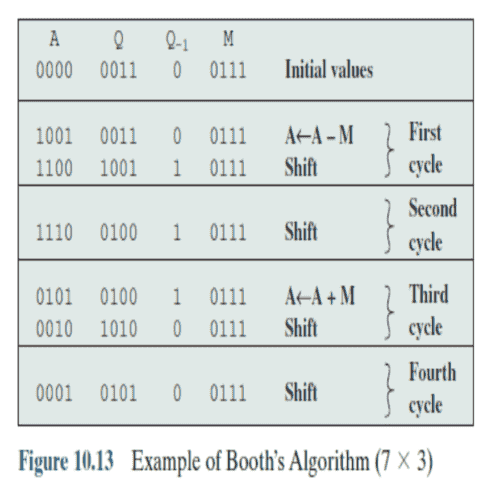 A Q Q-1 M
0000 0011 0 0111 Initial values
1001 0011 0 0111 A←A – M First
1100 1001 1 0111 Shift cycle
Second
1110 0100 1 0111 Shift
cycle
0101 0100 1 0111 A←A + M Third
0010 1010 0 0111 Shift cycle
Fourth
0001 0101 0 0111 Shift
cycle
Figure 10.13 Example of Booth's Algorithm (7 × 3)